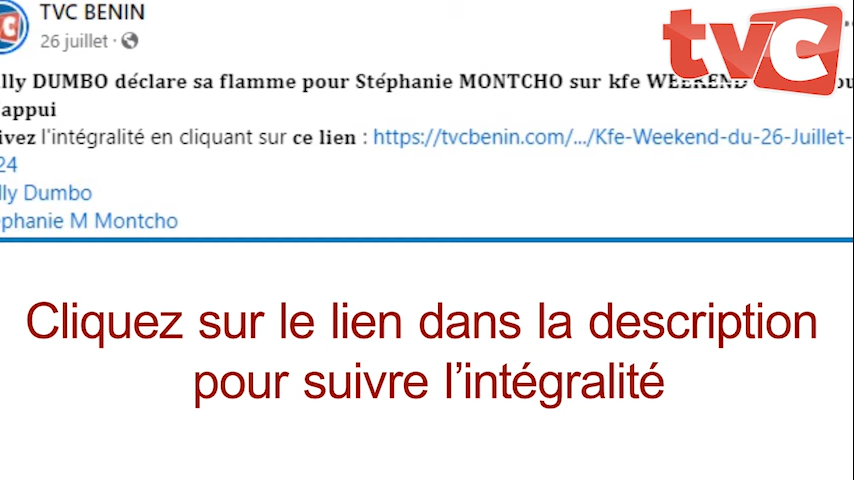 TVC BENIN
26 juillet
tvc
lly DUMBO déclare sa flamme pour Stéphanie MONTCHO sur kfe WEEKEND
appui
ivez l'intégralité en cliquant sur ce lien : https://tvcbenin.com/.../Kfe-Weekend-du-26-Juillet-
24
lly Dumbo
phanie M Montcho
Cliquez sur le lien dans la description
pour suivre l'intégralité